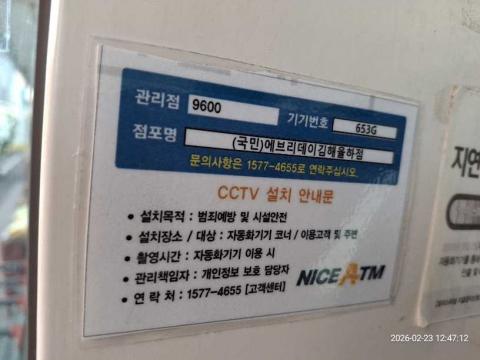 관리점 9600
기기번호 653G
점포명 (국민)에브리데이김해율하점
문의사항은 1577-4655로 연락주십시오.
CCTV 설치 안내문
• 설치목적 : 범죄예방 및 시설안전
• 설치장소 / 대상 : 자동화기기 코너 / 이용고객 및 주변
• 촬영시간 : 자동화기기 이용 시
• 관리책임자 : 개인정보 보호 담당자
• 연 락 처 : 1577-4655 [고객센터]
NICE ATM
지연
2026-02-23 12:47:12